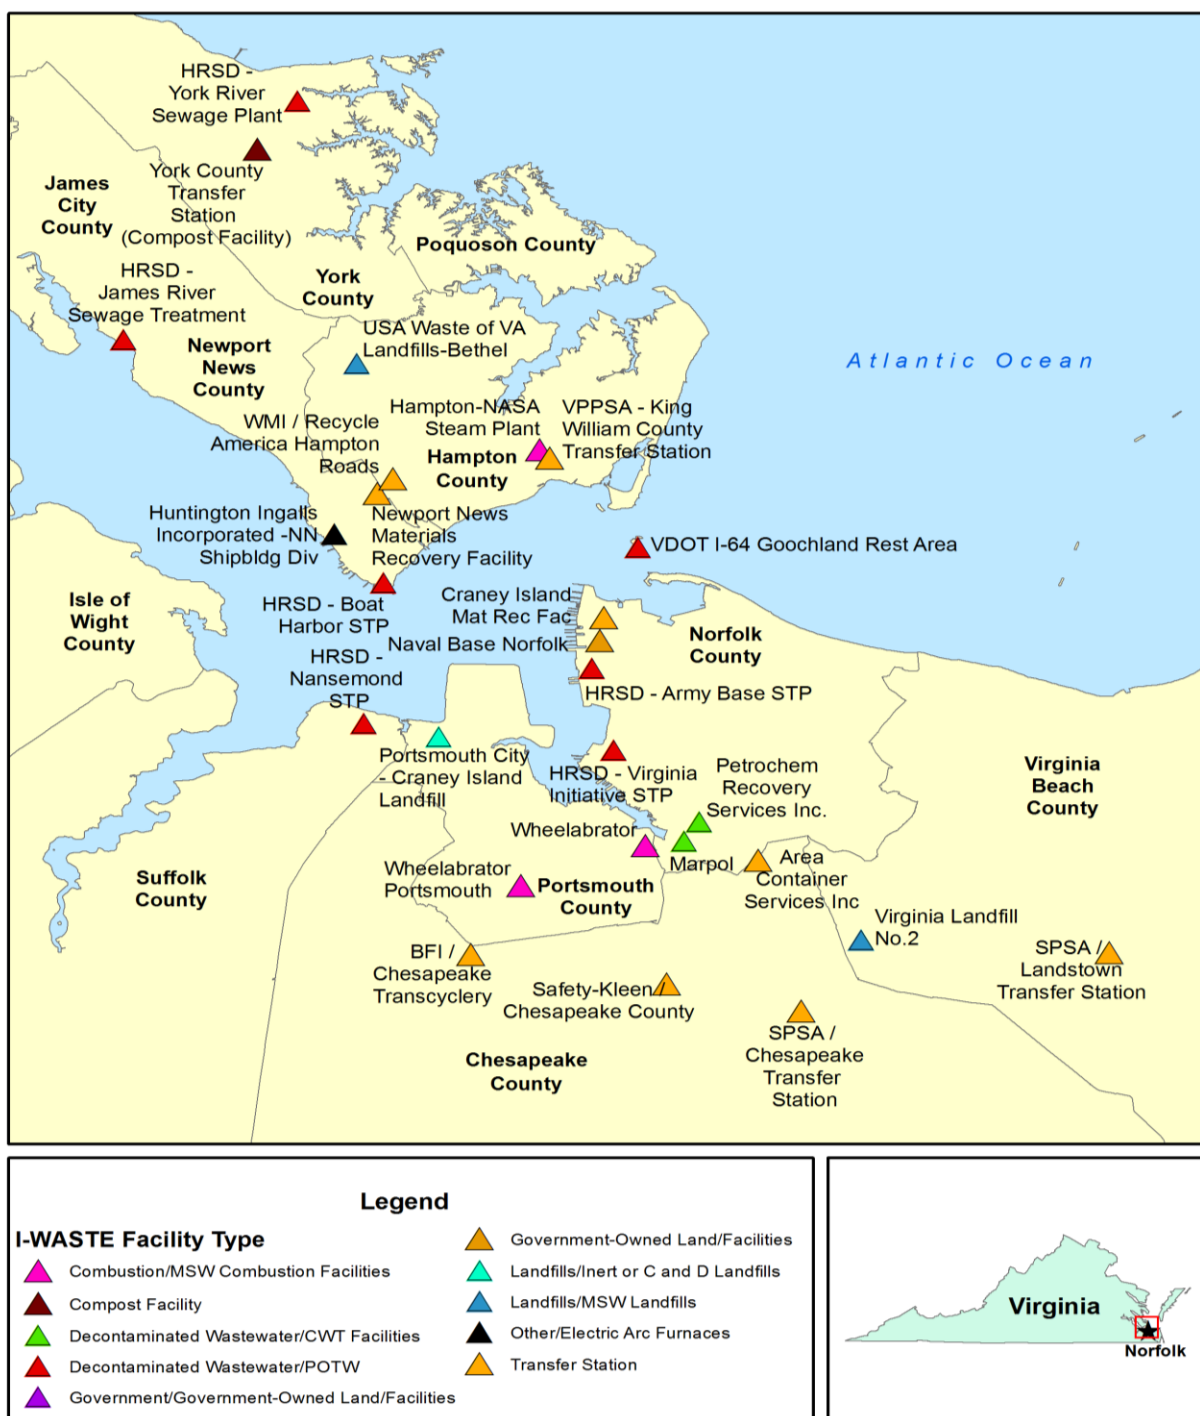 HRSD -
York River
Sewage Plant
York County
Transfer
Station
(Compost Facility)
James
City
County
Poquoson County
York
County
HRSD -
James River
Sewage Treatment
Newport
News
County
USA Waste of VA
Landfills-Bethel
Atlantic Ocean
Hampton-NASA
Steam Plant
VPPSA - King
William County
Transfer Station
WMI / Recycle
America Hampton
Roads
Hampton
County
Huntington Ingalls
Incorporated -NN
Shipbldg Div
Newport News
Materials
Recovery Facility
VDOT I-64 Goochland Rest Area
Isle of
Wight
County
HRSD - Boat
Harbor STP
Craney Island
Mat Rec Fac
Naval Base Norfolk
Norfolk
County
HRSD -
Nansemond
STP
HRSD - Army Base STP
Portsmouth City
- Craney Island
Landfill
HRSD - Virginia
Initiative STP
Petrochem
Recovery
Services Inc.
Virginia
Beach
County
Wheelabrator
Marpol
Area
Container
Services Inc
Wheelabrator
Portsmouth
Portsmouth
County
Suffolk
County
Virginia Landfill
No.2
BFI /
Chesapeake
Transcyclery
Safety-Kleen /
Chesapeake County
SPSA /
Landstown
Transfer Station
SPSA /
Chesapeake
Transfer
Station
Chesapeake
County
Legend
I-WASTE Facility Type
Combustion/MSW Combustion Facilities
Compost Facility
Decontaminated Wastewater/CWT Facilities
Decontaminated Wastewater/POTW
Government/Government-Owned Land/Facilities
Government-Owned Land/Facilities
Landfills/Inert or C and D Landfills
Landfills/MSW Landfills
Other/Electric Arc Furnaces
Transfer Station
Virginia
Norfolk